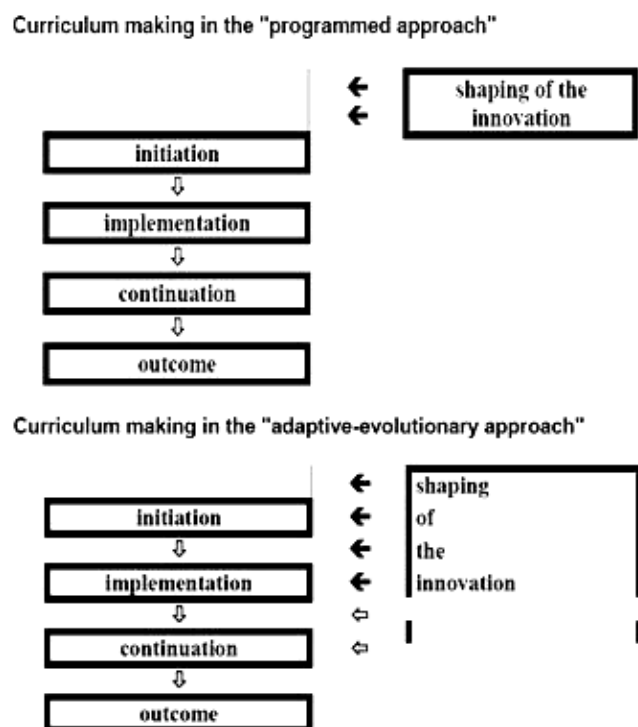 Curriculum making in the "programmed approach"
shaping of the
innovation
initiation
implementation
continuation
outcome
Curriculum making in the "adaptive-evolutionary approach"
shaping
of
the
innovation
initiation
implementation
continuation
outcome